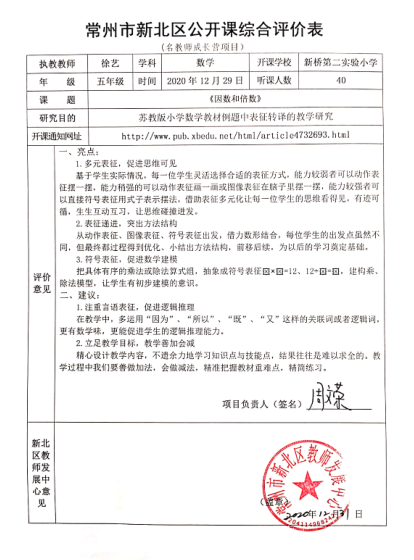 常州市新北区公开课综合评价表
(名教师成长营项目)
执教教师 徐艺 学科 数学 开课学校 新桥第二实验小学
年 级 五年级 时间 2020 年 12 月 29 日 听课人数 40
课 题 《因数和倍数》
研究目的 苏教版小学数学教材例题中表征转译的教学研究
开课通知网址 http://www.pub.xbedu.net/html/article4732693.html
评价意见
一、亮点:
1.多元表征,促进思维可见
基于学生实际情况,每一位学生灵活选择合适的表征方式,能力较弱者可以动作表
征摆一摆,能力稍强的可以动作表征画一画或图像表征在脑子里摆一摆,能力较强者可
以直接符号表征用式子表示摆法,借助表征多元化让每一位学生的思维看得见,有迹可
循,生生互动互习,让思维碰撞迸发。
2.表征递进,突出方法结构
从动作表征、图像表征、符号表征出发,借力数形结合,每位学生的出发点虽然不
同,但最终都过程得到优化,小结出方法结构,前移后续,为以后的学习奠定基础。
3.符号表征,促进数学建模
把具有序的乘法或除法算式组,抽象成符号表征⊡×⊡=12、12÷⊡=⊡,建构乘、
除法模型,让学生有初步建模的意识。
二、建议:
1.注重言语表征,促进逻辑推理
在教学中,多运用“因为”、“所以”、“既”、“又”这样的关联词或者逻辑词,
更有数学味,更能促进学生的逻辑推理能力。
2.立足教学目标,教学善加会减
精心设计教学内容,不遗余力地学习知识点与技能点,结果往往是难以求全的。教
学过程中我们要善做加法,会做减法,精准把握教材重难点,精简练习。
项目负责人(签名) 周文荣
新北区教师发展中心意见
常州市新北区教师发展中心
(盖章)
2020年12月31日